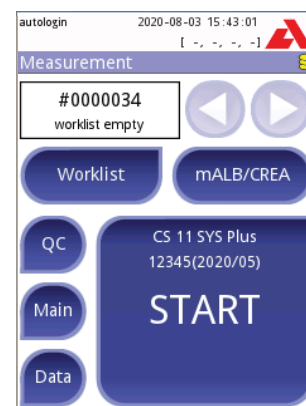 autologin 2020-08-03 15:43:01
[ -, -, -, -]
Measurement
#0000034
worklist empty
Worklist mALB/CREA
QC
CS 11 SYS Plus
12345(2020/05)
Main
START
Data